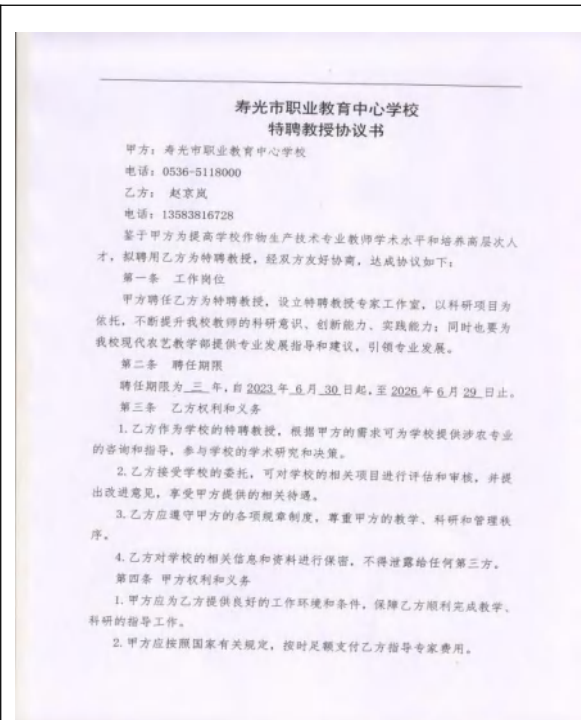 寿光市职业教育中心学校
特聘教授协议书
甲方：寿光市职业教育中心学校
电话：0536-5118000
乙方： 赵京岚
电话：13583816728
鉴于甲方为提高学校作物生产技术专业教师学术水平和培养高层次人
才，拟聘用乙方为特聘教授，经双方友好协商，达成协议如下：
第一条 工作岗位
甲方聘任乙方为特聘教授，设立特聘教授专家工作室，以科研项目为
依托，不断提升我校教师的科研意识、创新能力、实践能力；同时也要为
我校现代农艺教学部提供专业发展指导和建议，引领专业发展。
第二条 聘任期限
聘任期限为 三 年，自 2023 年 6 月 30 日起，至 2026 年 6 月 29 日止。
第三条 乙方权利和义务
1.乙方作为学校的特聘教授，根据甲方的需求可为学校提供涉农专业
的咨询和指导，参与学校的学术研究和决策。
2.乙方接受学校的委托，可对学校的相关项目进行评估和审核，并提
出改进意见，享受甲方提供的相关待遇。
3.乙方应遵守甲方的各项规章制度，尊重甲方的教学、科研和管理秩
序。
4.乙方对学校的相关信息和资料进行保密，不得泄露给任何第三方。
第四条 甲方权利和义务
1.甲方应为乙方提供良好的工作环境和条件，保障乙方顺利完成教学、
科研的指导工作。
2.甲方应按照国家有关规定，按时足额支付乙方指导专家费用。